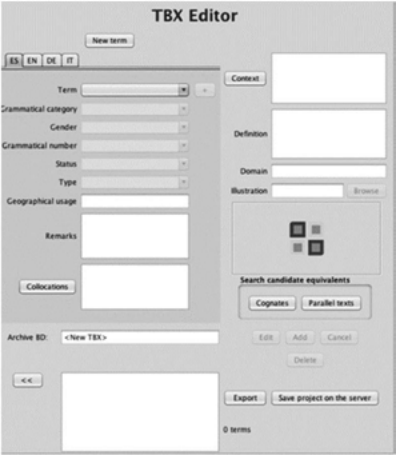 TBX Editor
New term
ES EN DE IT
Term
Grammatical category
Gender
Grammatical number
Status
Type
Geographical usage
Remarks
Collocations
Context
Definition
Domain
Illustration Browse
Search candidate equivalents
Cognates Parallel texts
Archive BD: <New TBX>
Edit Add Cancel
Delete
<<
Export Save project on the server
0 terms